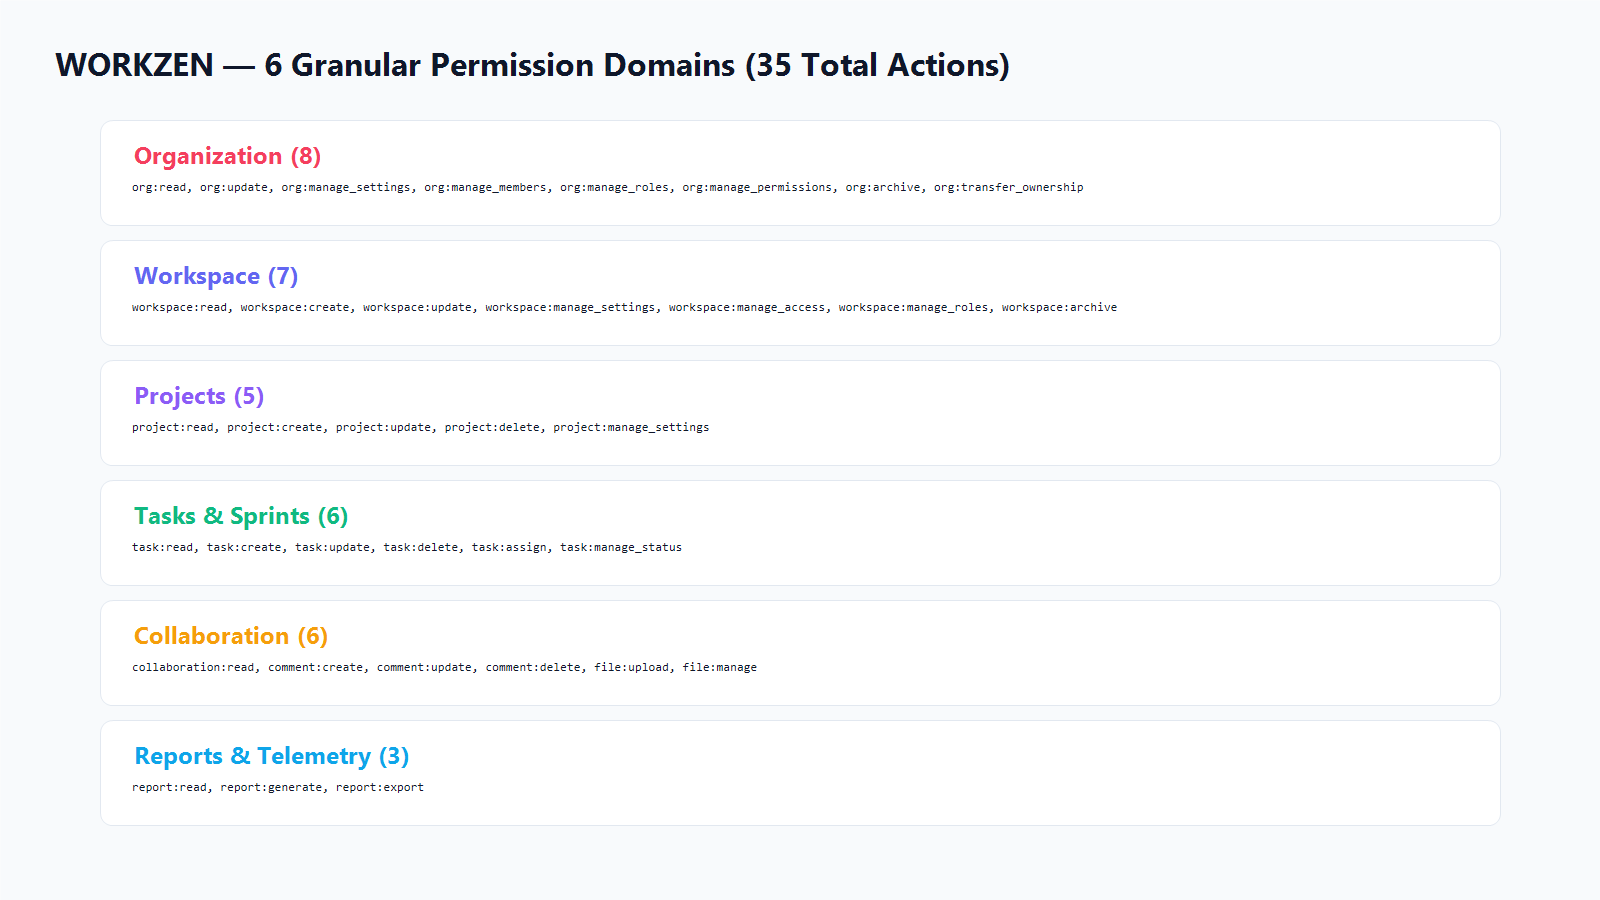 WORKZEN — 6 Granular Permission Domains (35 Total Actions)
Organization (8)
org:read, org:update, org:manage_settings, org:manage_members, org:manage_roles, org:manage_permissions, org:archive, org:transfer_ownership
Workspace (7)
workspace:read, workspace:create, workspace:update, workspace:manage_settings, workspace:manage_access, workspace:manage_roles, workspace:archive
Projects (5)
project:read, project:create, project:update, project:delete, project:manage_settings
Tasks & Sprints (6)
task:read, task:create, task:update, task:delete, task:assign, task:manage_status
Collaboration (6)
collaboration:read, comment:create, comment:update, comment:delete, file:upload, file:manage
Reports & Telemetry (3)
report:read, report:generate, report:export